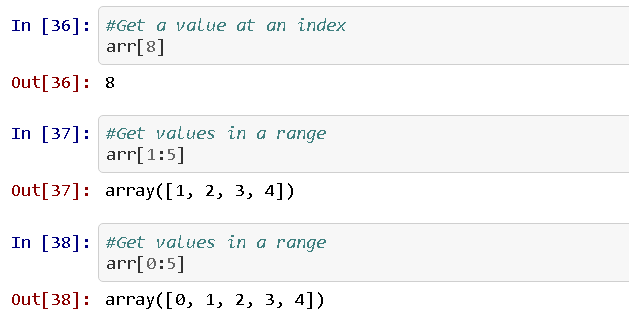 In [36]: #Get a value at an index
arr[8]
Out[36]: 8
In [37]: #Get values in a range
arr[1:5]
Out[37]: array([1, 2, 3, 4])
In [38]: #Get values in a range
arr[0:5]
Out[38]: array([0, 1, 2, 3, 4])